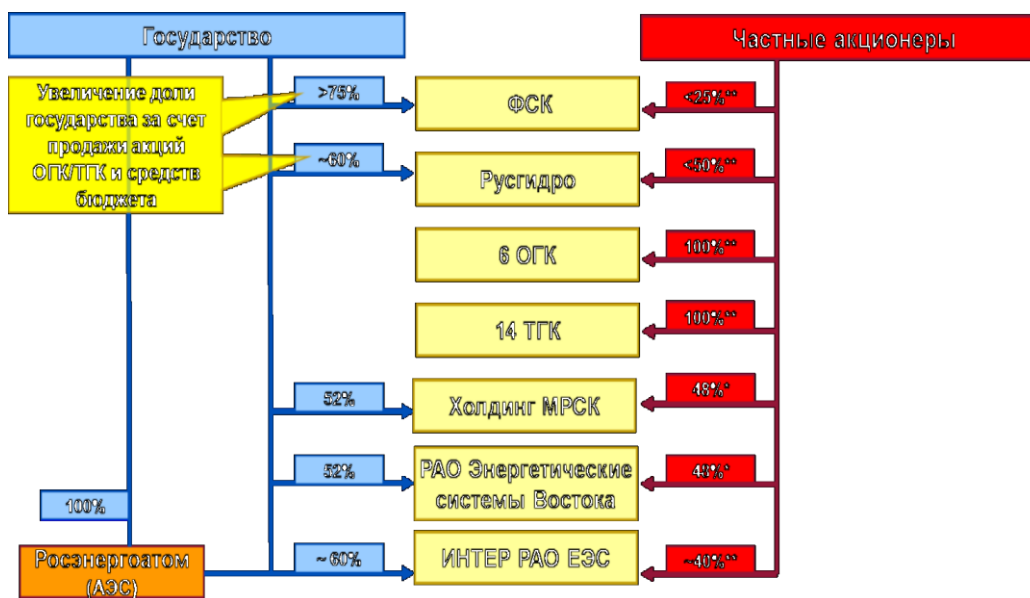 Государство
Частные акционеры
Увеличение доли
государства за счет
продажи акций
ОГК/ТГК и средств
бюджета
>75%
ФСК
<25%**
~60%
Русгидро
<50%**
6 ОГК
100%**
14 ТГК
100%**
52%
Холдинг МРСК
48%*
52%
РАО Энергетические
системы Востока
48%*
100%
Росэнергоатом
(АЭС)
~ 60%
ИНТЕР РАО ЕЭС
~40%**